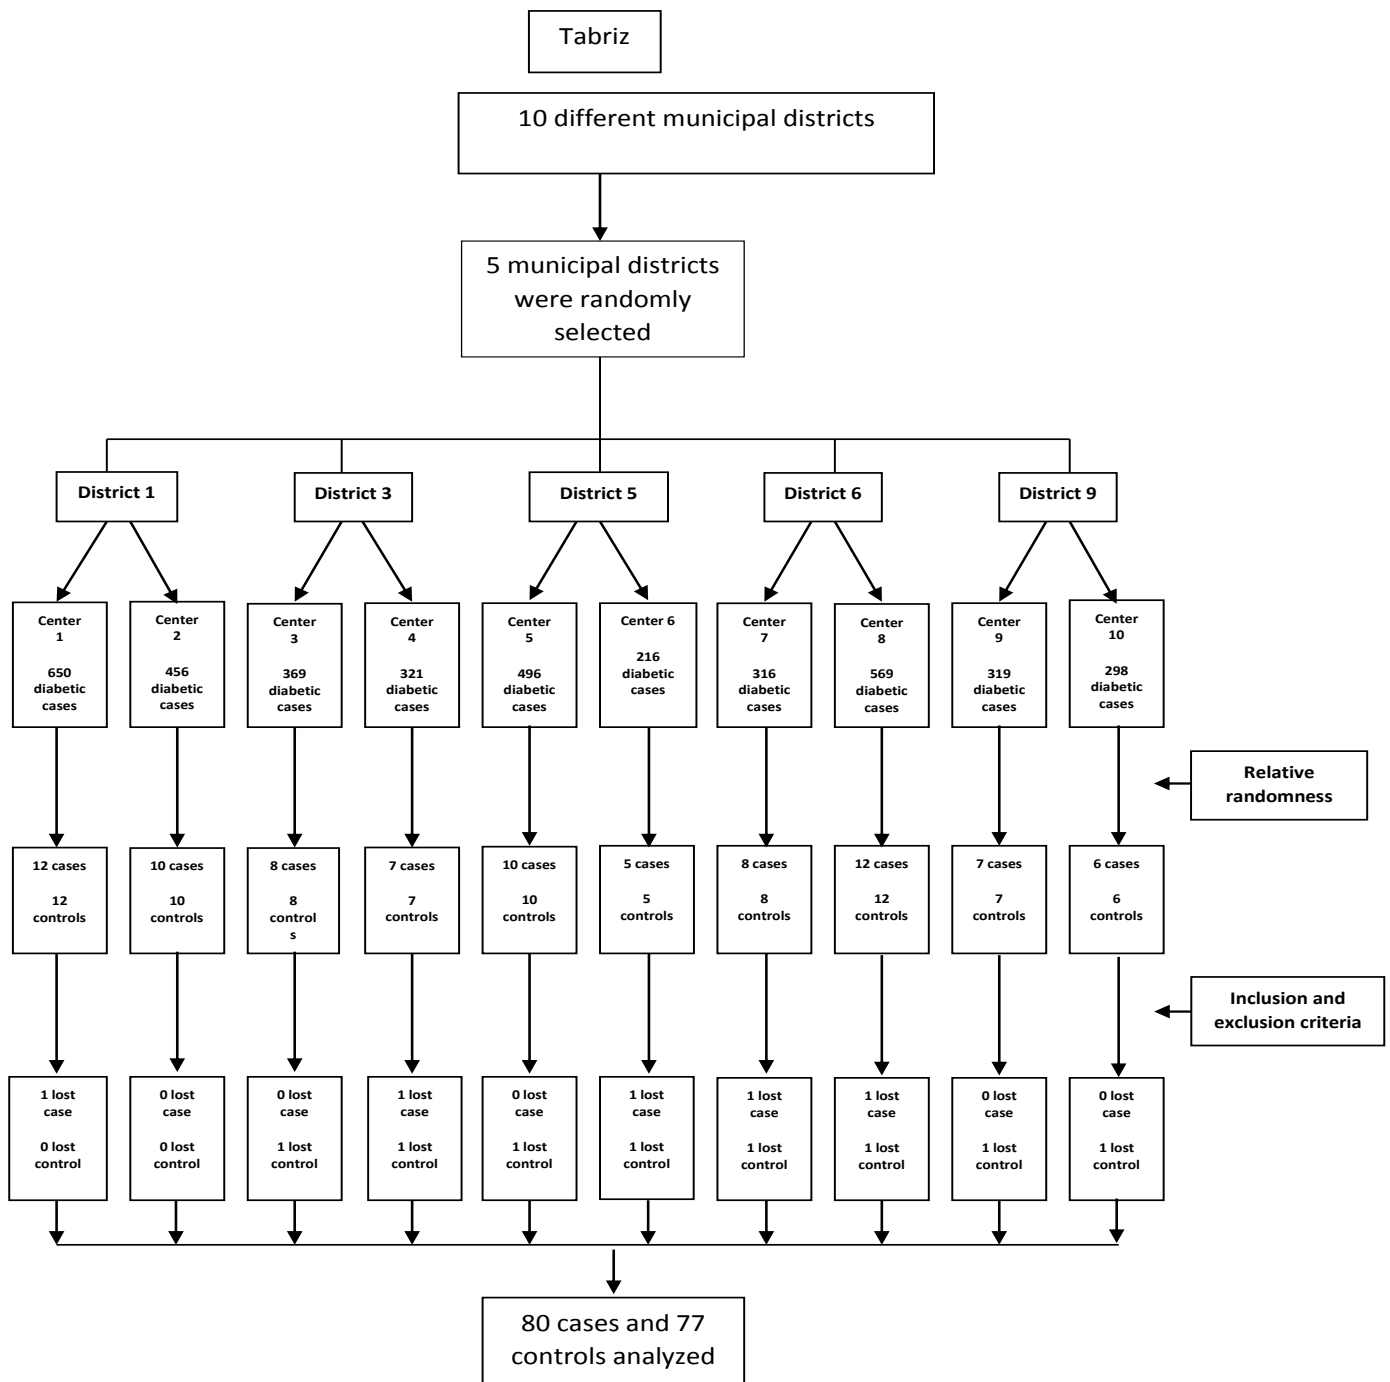 Tabriz
10 different municipal districts
5 municipal districts
were randomly
selected
District 1
District 3
District 5
District 6
District 9
Center
1
650
diabetic
cases
Center
2
456
diabetic
cases
Center
3
369
diabetic
cases
Center
4
321
diabetic
cases
Center
5
496
diabetic
cases
Center 6
216
diabetic
cases
Center
7
316
diabetic
cases
Center
8
569
diabetic
cases
Center
9
319
diabetic
cases
Center
10
298
diabetic
cases
Relative
randomness
12 cases
12
controls
10 cases
10
controls
8 cases
8
control
s
7 cases
7
controls
10 cases
10
controls
5 cases
5
controls
8 cases
8
controls
12 cases
12
controls
7 cases
7
controls
6 cases
6
controls
Inclusion and
exclusion criteria
1 lost
case
0 lost
control
0 lost
case
0 lost
control
0 lost
case
1 lost
control
1 lost
case
1 lost
control
0 lost
case
1 lost
control
1 lost
case
1 lost
control
1 lost
case
1 lost
control
1 lost
case
1 lost
control
0 lost
case
1 lost
control
0 lost
case
1 lost
control
80 cases and 77
controls analyzed